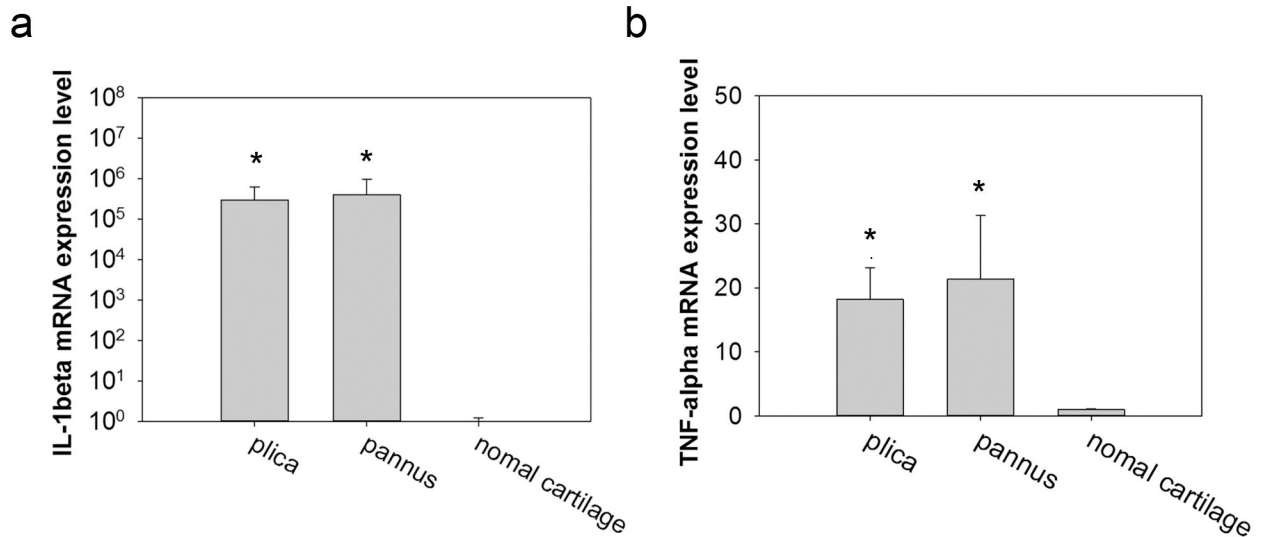 a
IL-1beta mRNA expression level
10⁸
10⁷
10⁶
10⁵
10⁴
10³
10²
10¹
10⁰
*
*
plica
pannus
nomal cartilage
b
TNF-alpha mRNA expression level
50
40
30
20
10
0
*
*
plica
pannus
nomal cartilage